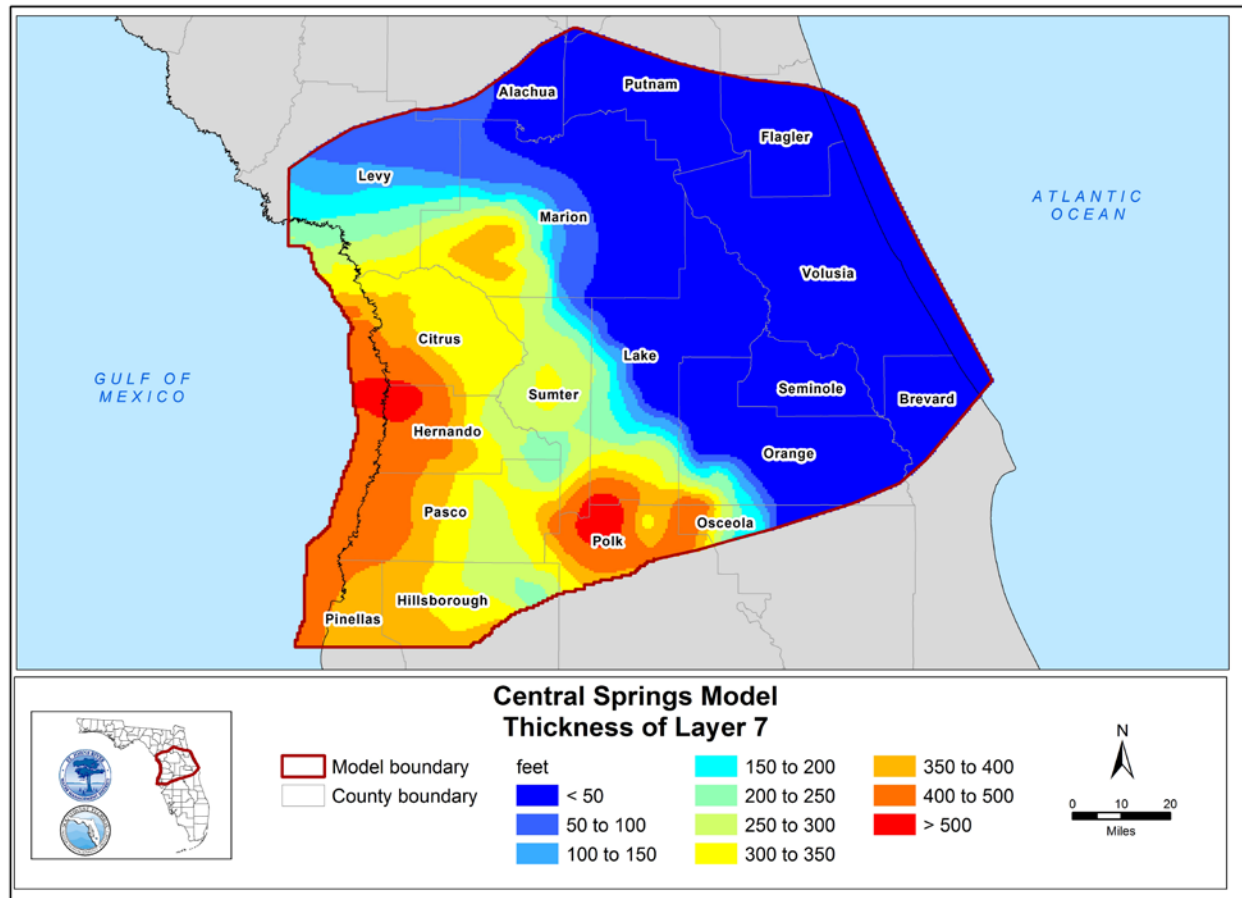 Alachua
Putnam
Flagler
Levy
Marion
ATLANTIC
OCEAN
Volusia
Citrus
Lake
GULF OF
MEXICO
Sumter
Seminole
Brevard
Hernando
Orange
Pasco
Osceola
Polk
Hillsborough
Pinellas
Central Springs Model
Thickness of Layer 7
Model boundary
County boundary
feet
< 50
50 to 100
100 to 150
150 to 200
200 to 250
250 to 300
300 to 350
350 to 400
400 to 500
> 500
N
0 10 20
Miles